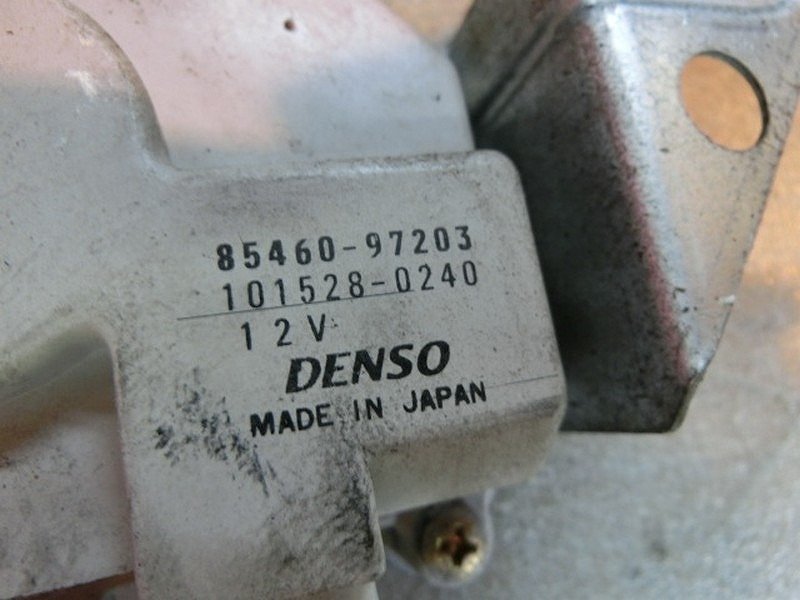 85460-97203
101528-0240
12V
DENSO
MADE IN JAPAN